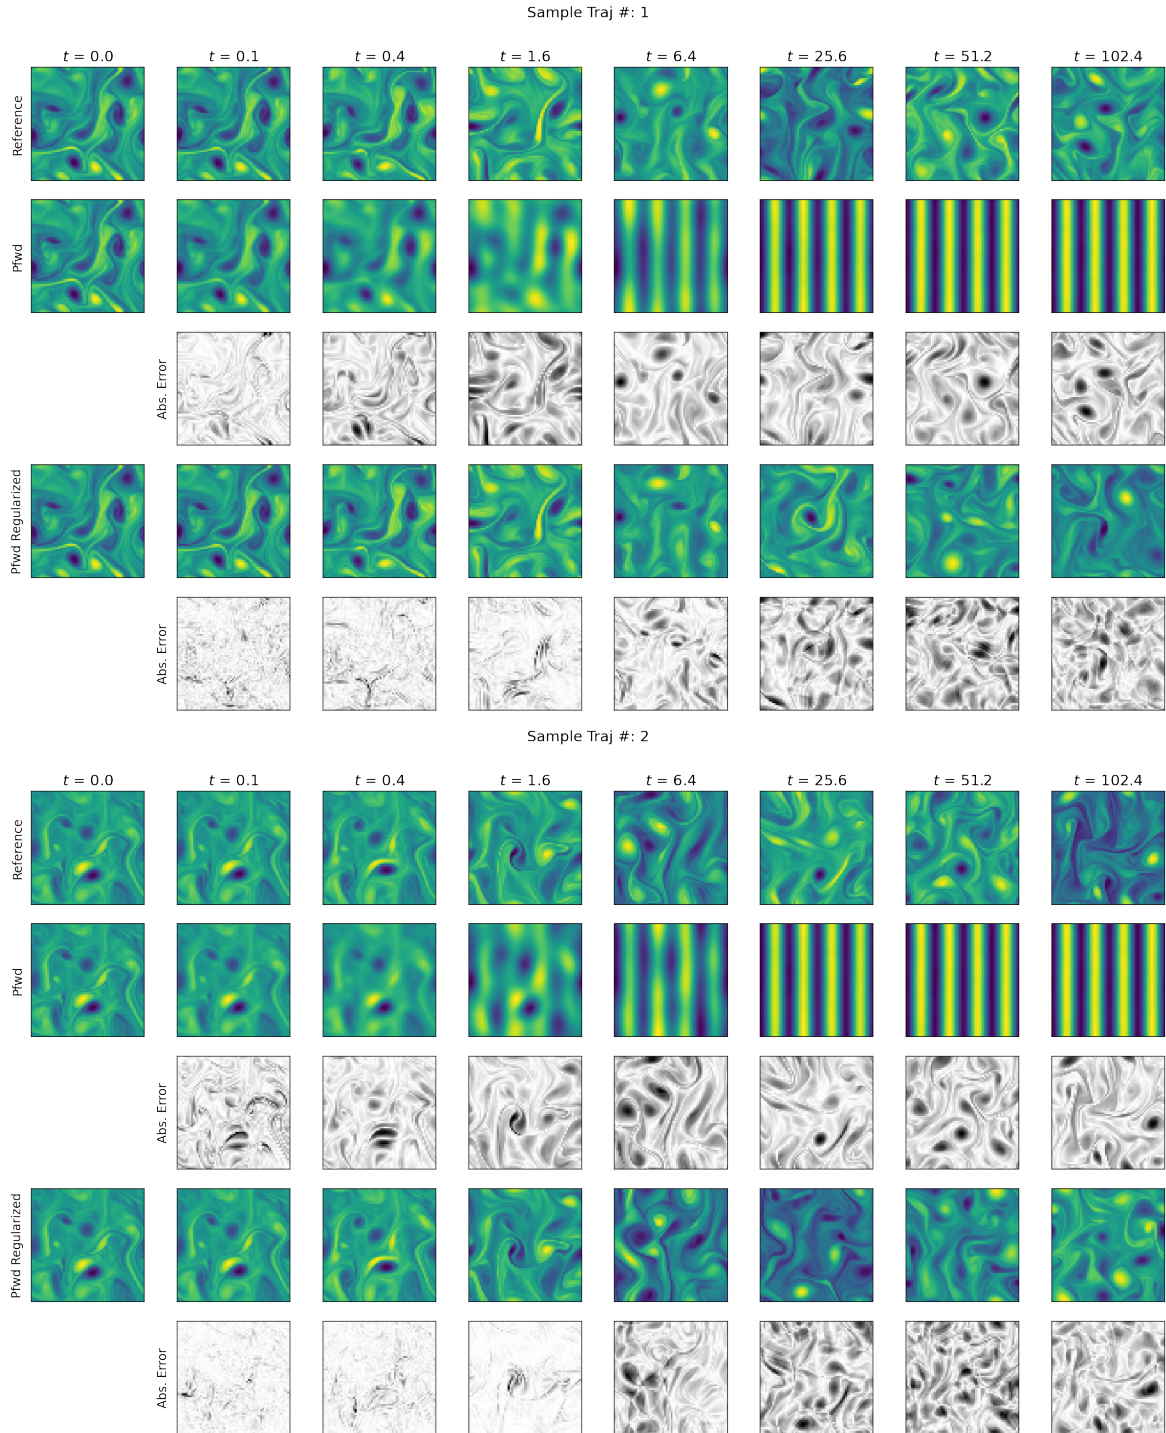 Sample Traj #: 1
t = 0.0 t = 0.1 t = 0.4 t = 1.6 t = 6.4 t = 25.6 t = 51.2 t = 102.4
Reference
Pfwd
Abs. Error
Pfwd Regularized
Abs. Error
Sample Traj #: 2
t = 0.0 t = 0.1 t = 0.4 t = 1.6 t = 6.4 t = 25.6 t = 51.2 t = 102.4
Reference
Pfwd
Abs. Error
Pfwd Regularized
Abs. Error